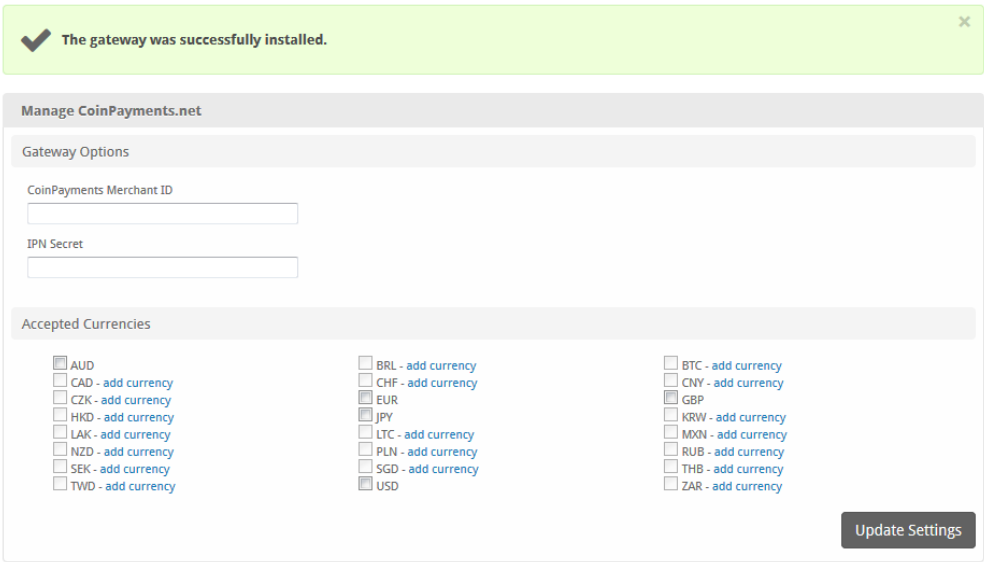 The gateway was successfully installed.
×
Manage CoinPayments.net
Gateway Options
CoinPayments Merchant ID
IPN Secret
Accepted Currencies
AUD BRL - add currency BTC - add currency
CAD - add currency CHF - add currency CNY - add currency
CZK - add currency EUR GBP
HKD - add currency JPY KRW - add currency
LAK - add currency LTC - add currency MXN - add currency
NZD - add currency PLN - add currency RUB - add currency
SEK - add currency SGD - add currency THB - add currency
TWD - add currency USD ZAR - add currency
Update Settings